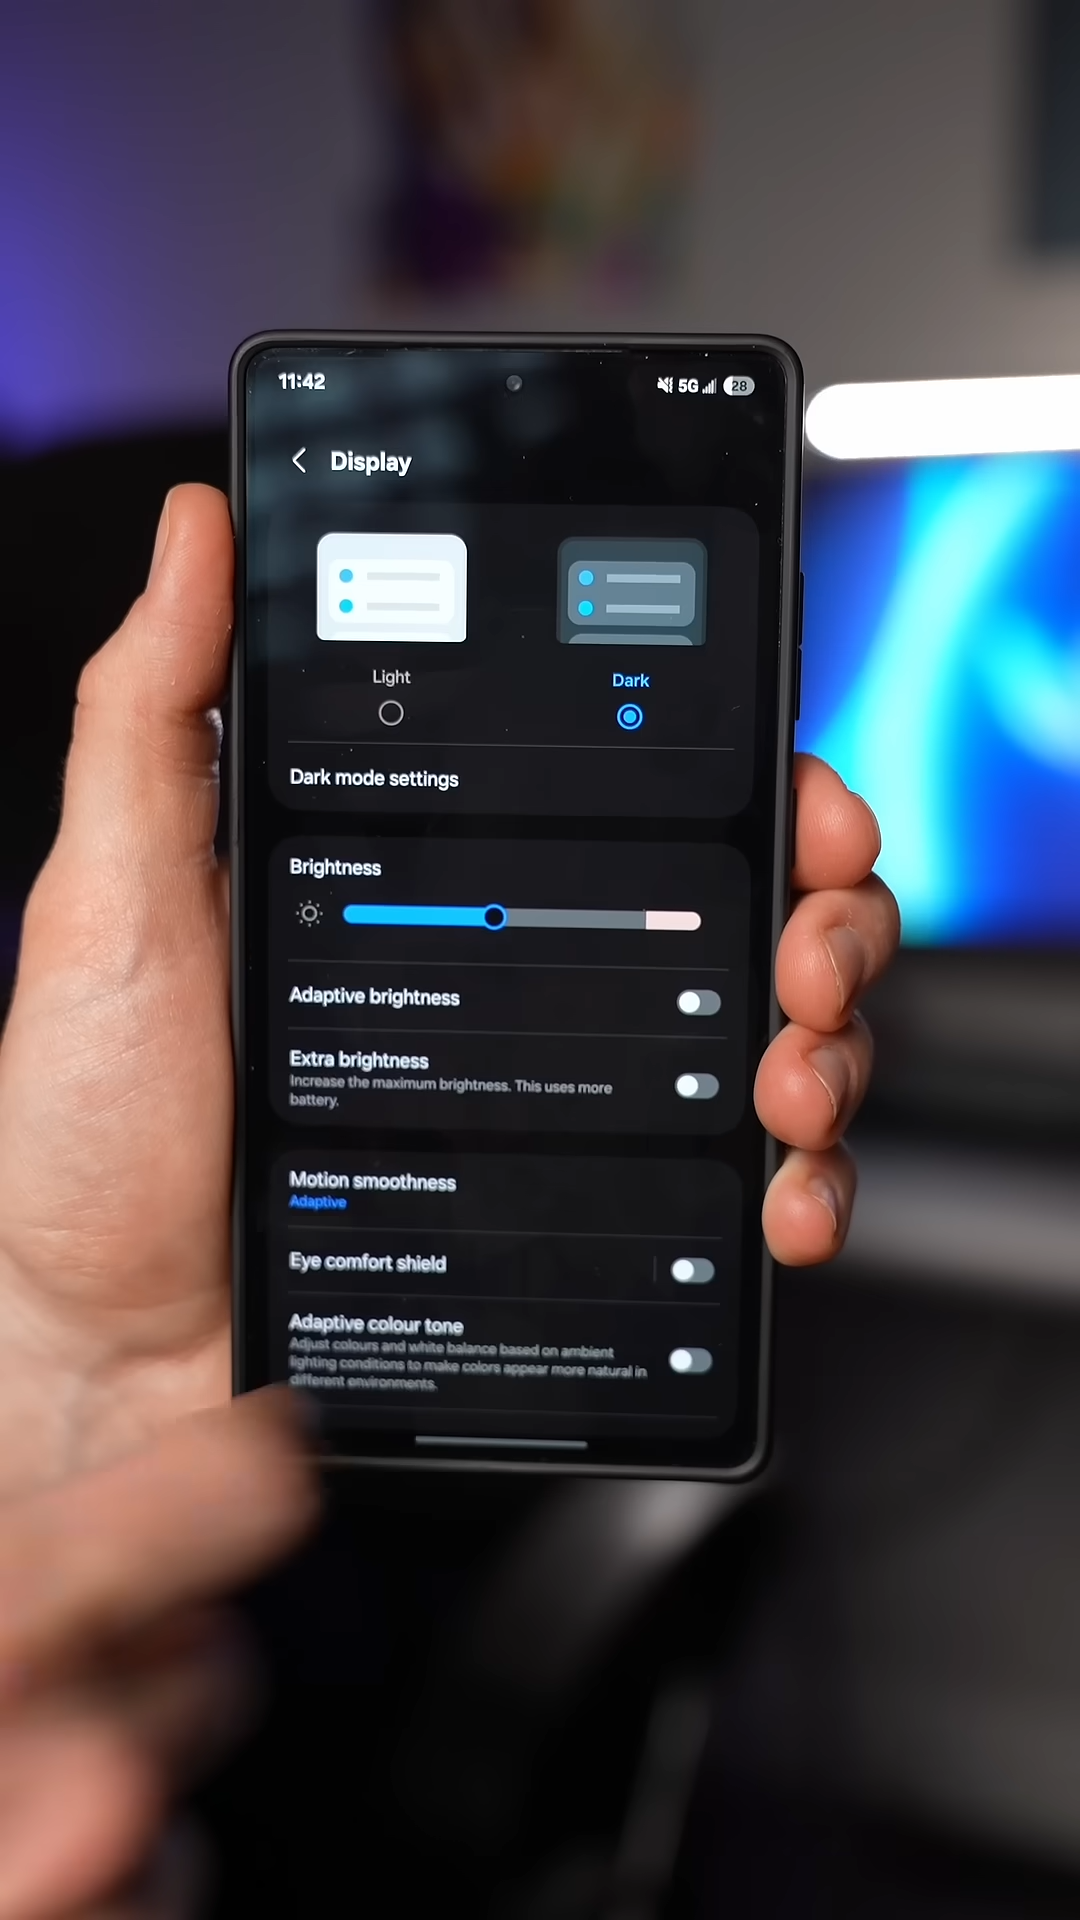 11:42
5G
28
Display
Light
Dark
Dark mode settings
Brightness
Adaptive brightness
Extra brightness
Increase the maximum brightness. This uses more
battery.
Motion smoothness
Adaptive
Eye comfort shield
Adaptive colour tone
Adjust colours and white balance based on ambient
lighting conditions to make colors appear more natural in
different environments.